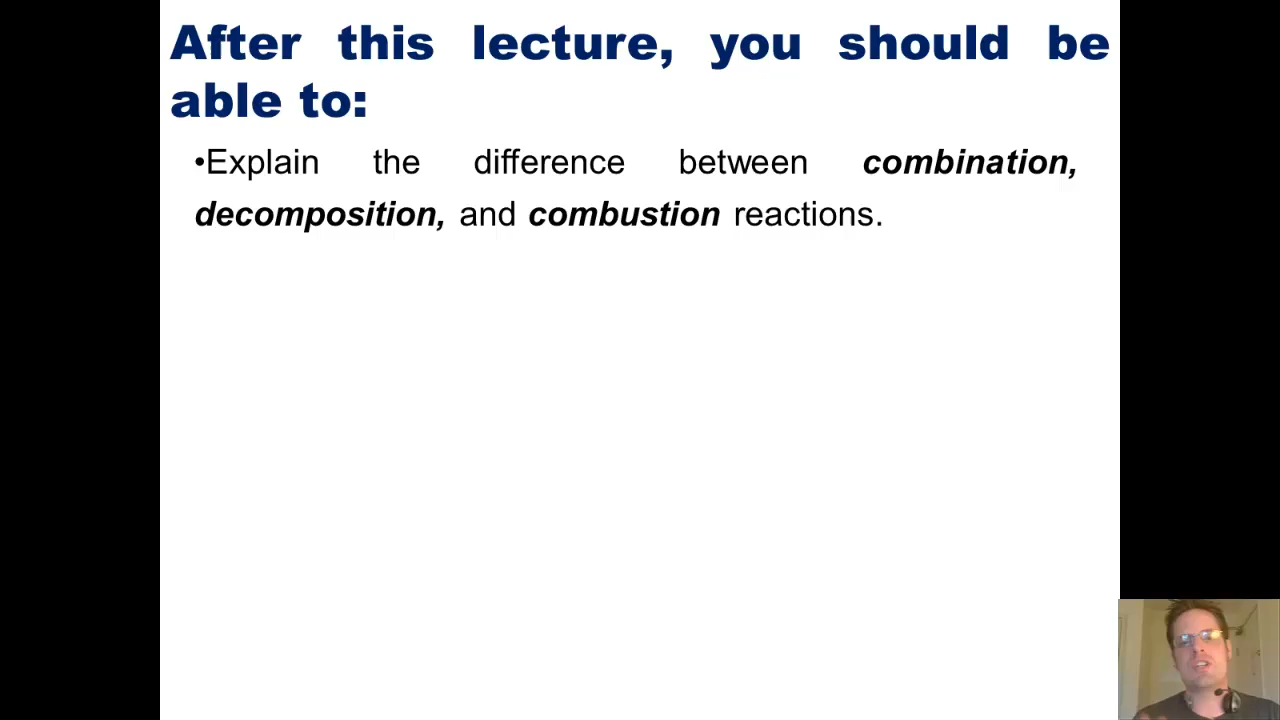 After this lecture, you should be
able to:
•Explain the difference between combination,
decomposition, and combustion reactions.